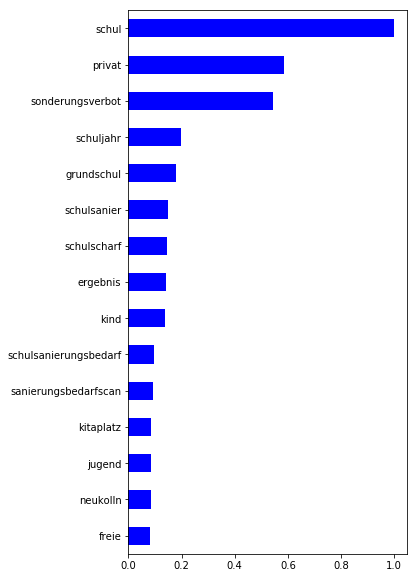 schul
privat
sonderungsverbot
schuljahr
grundschul
schulsanier
schulscharf
ergebnis
kind
schulsanierungsbedarf
sanierungsbedarfscan
kitaplatz
jugend
neukolln
freie
0.0 0.2 0.4 0.6 0.8 1.0